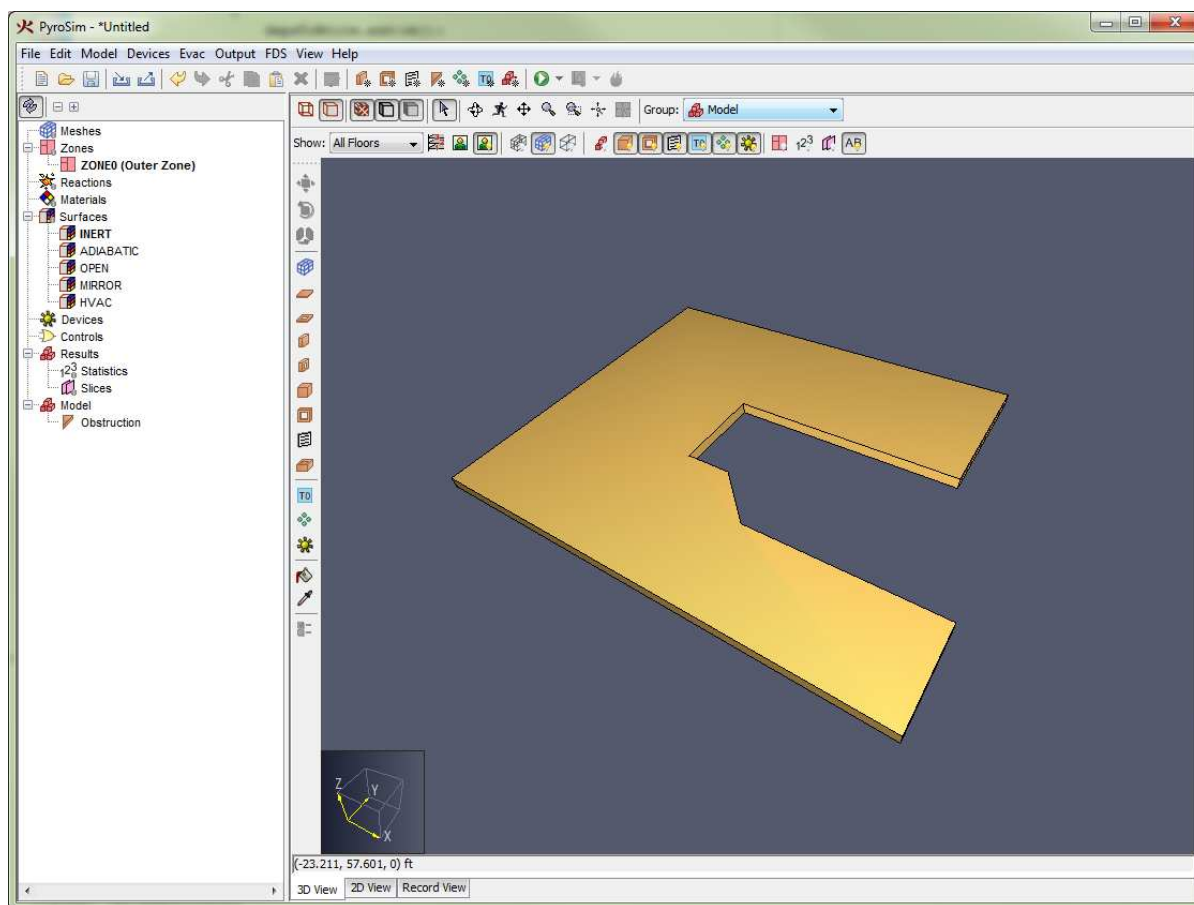 PyroSim - *Untitled
File Edit Model Devices Evac Output FDS View Help
Group: Model
Show: All Floors
Meshes
Zones
ZONE0 (Outer Zone)
Reactions
Materials
Surfaces
INERT
ADIABATIC
OPEN
MIRROR
HVAC
Devices
Controls
Results
Statistics
Slices
Model
Obstruction
Z
Y
X
(-23.211, 57.601, 0) ft
3D View 2D View Record View